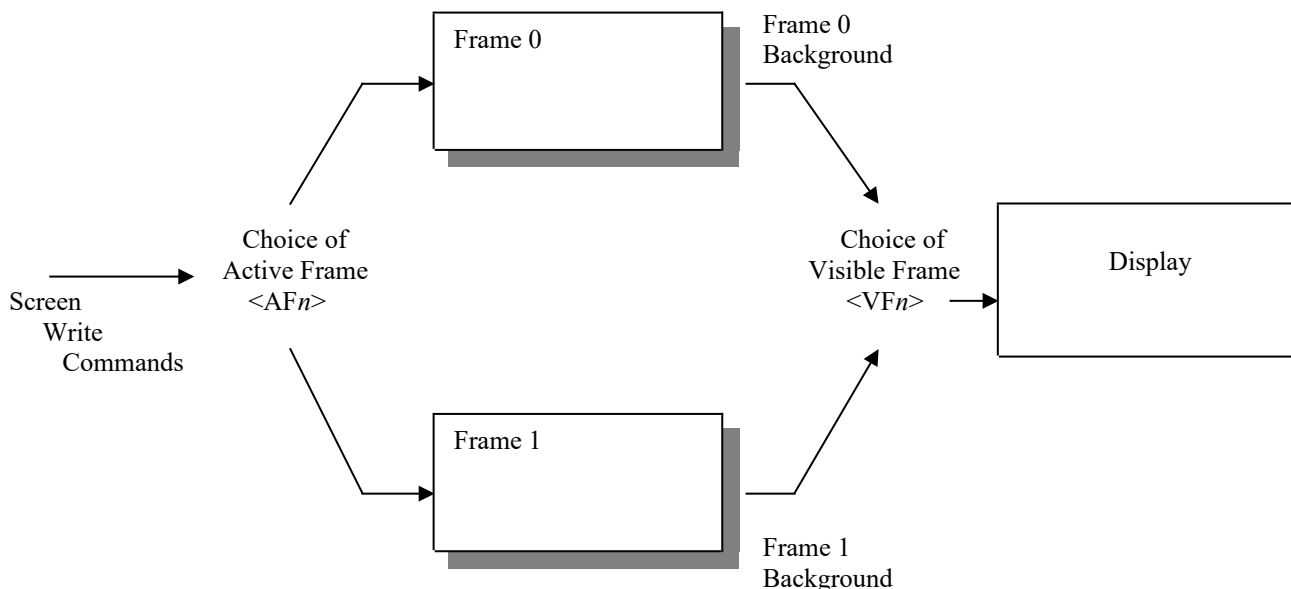 Frame 0
Frame 0
Background
Choice of
Active Frame
<AFn>
Screen
Write
Commands
Choice of
Visible Frame
<VFn>
Display
Frame 1
Frame 1
Background